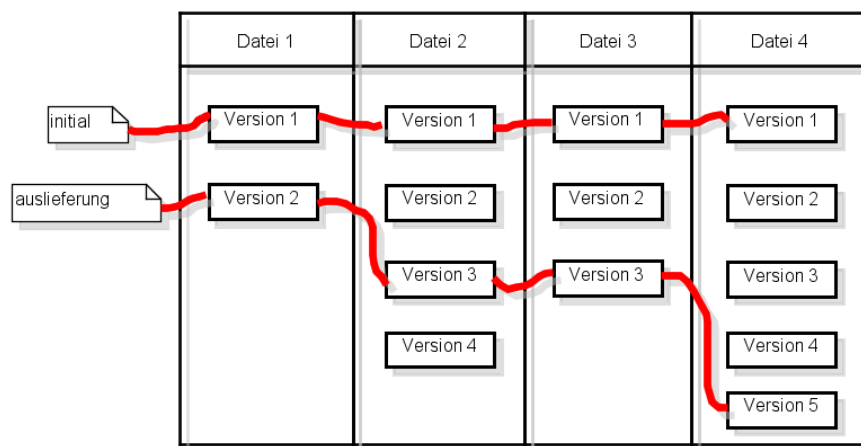 Datei 1
Datei 2
Datei 3
Datei 4
initial
Version 1
Version 1
Version 1
Version 1
auslieferung
Version 2
Version 2
Version 2
Version 2
Version 3
Version 3
Version 3
Version 4
Version 4
Version 5